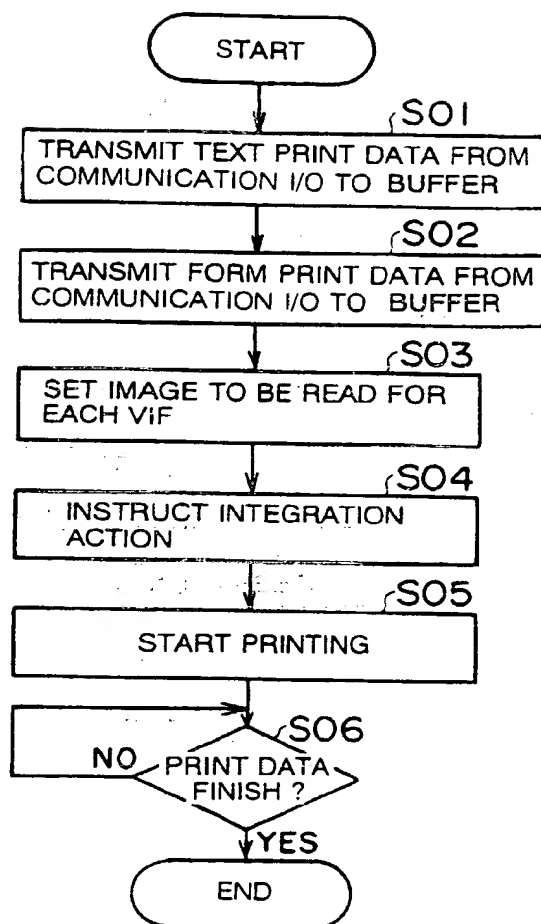 START
S01
TRANSMIT TEXT PRINT DATA FROM
COMMUNICATION I/O TO BUFFER
S02
TRANSMIT FORM PRINT DATA FROM
COMMUNICATION I/O TO BUFFER
S03
SET IMAGE TO BE READ FOR
EACH ViF
S04
INSTRUCT INTEGRATION
ACTION
S05
START PRINTING
S06
NO
PRINT DATA
FINISH ?
YES
END